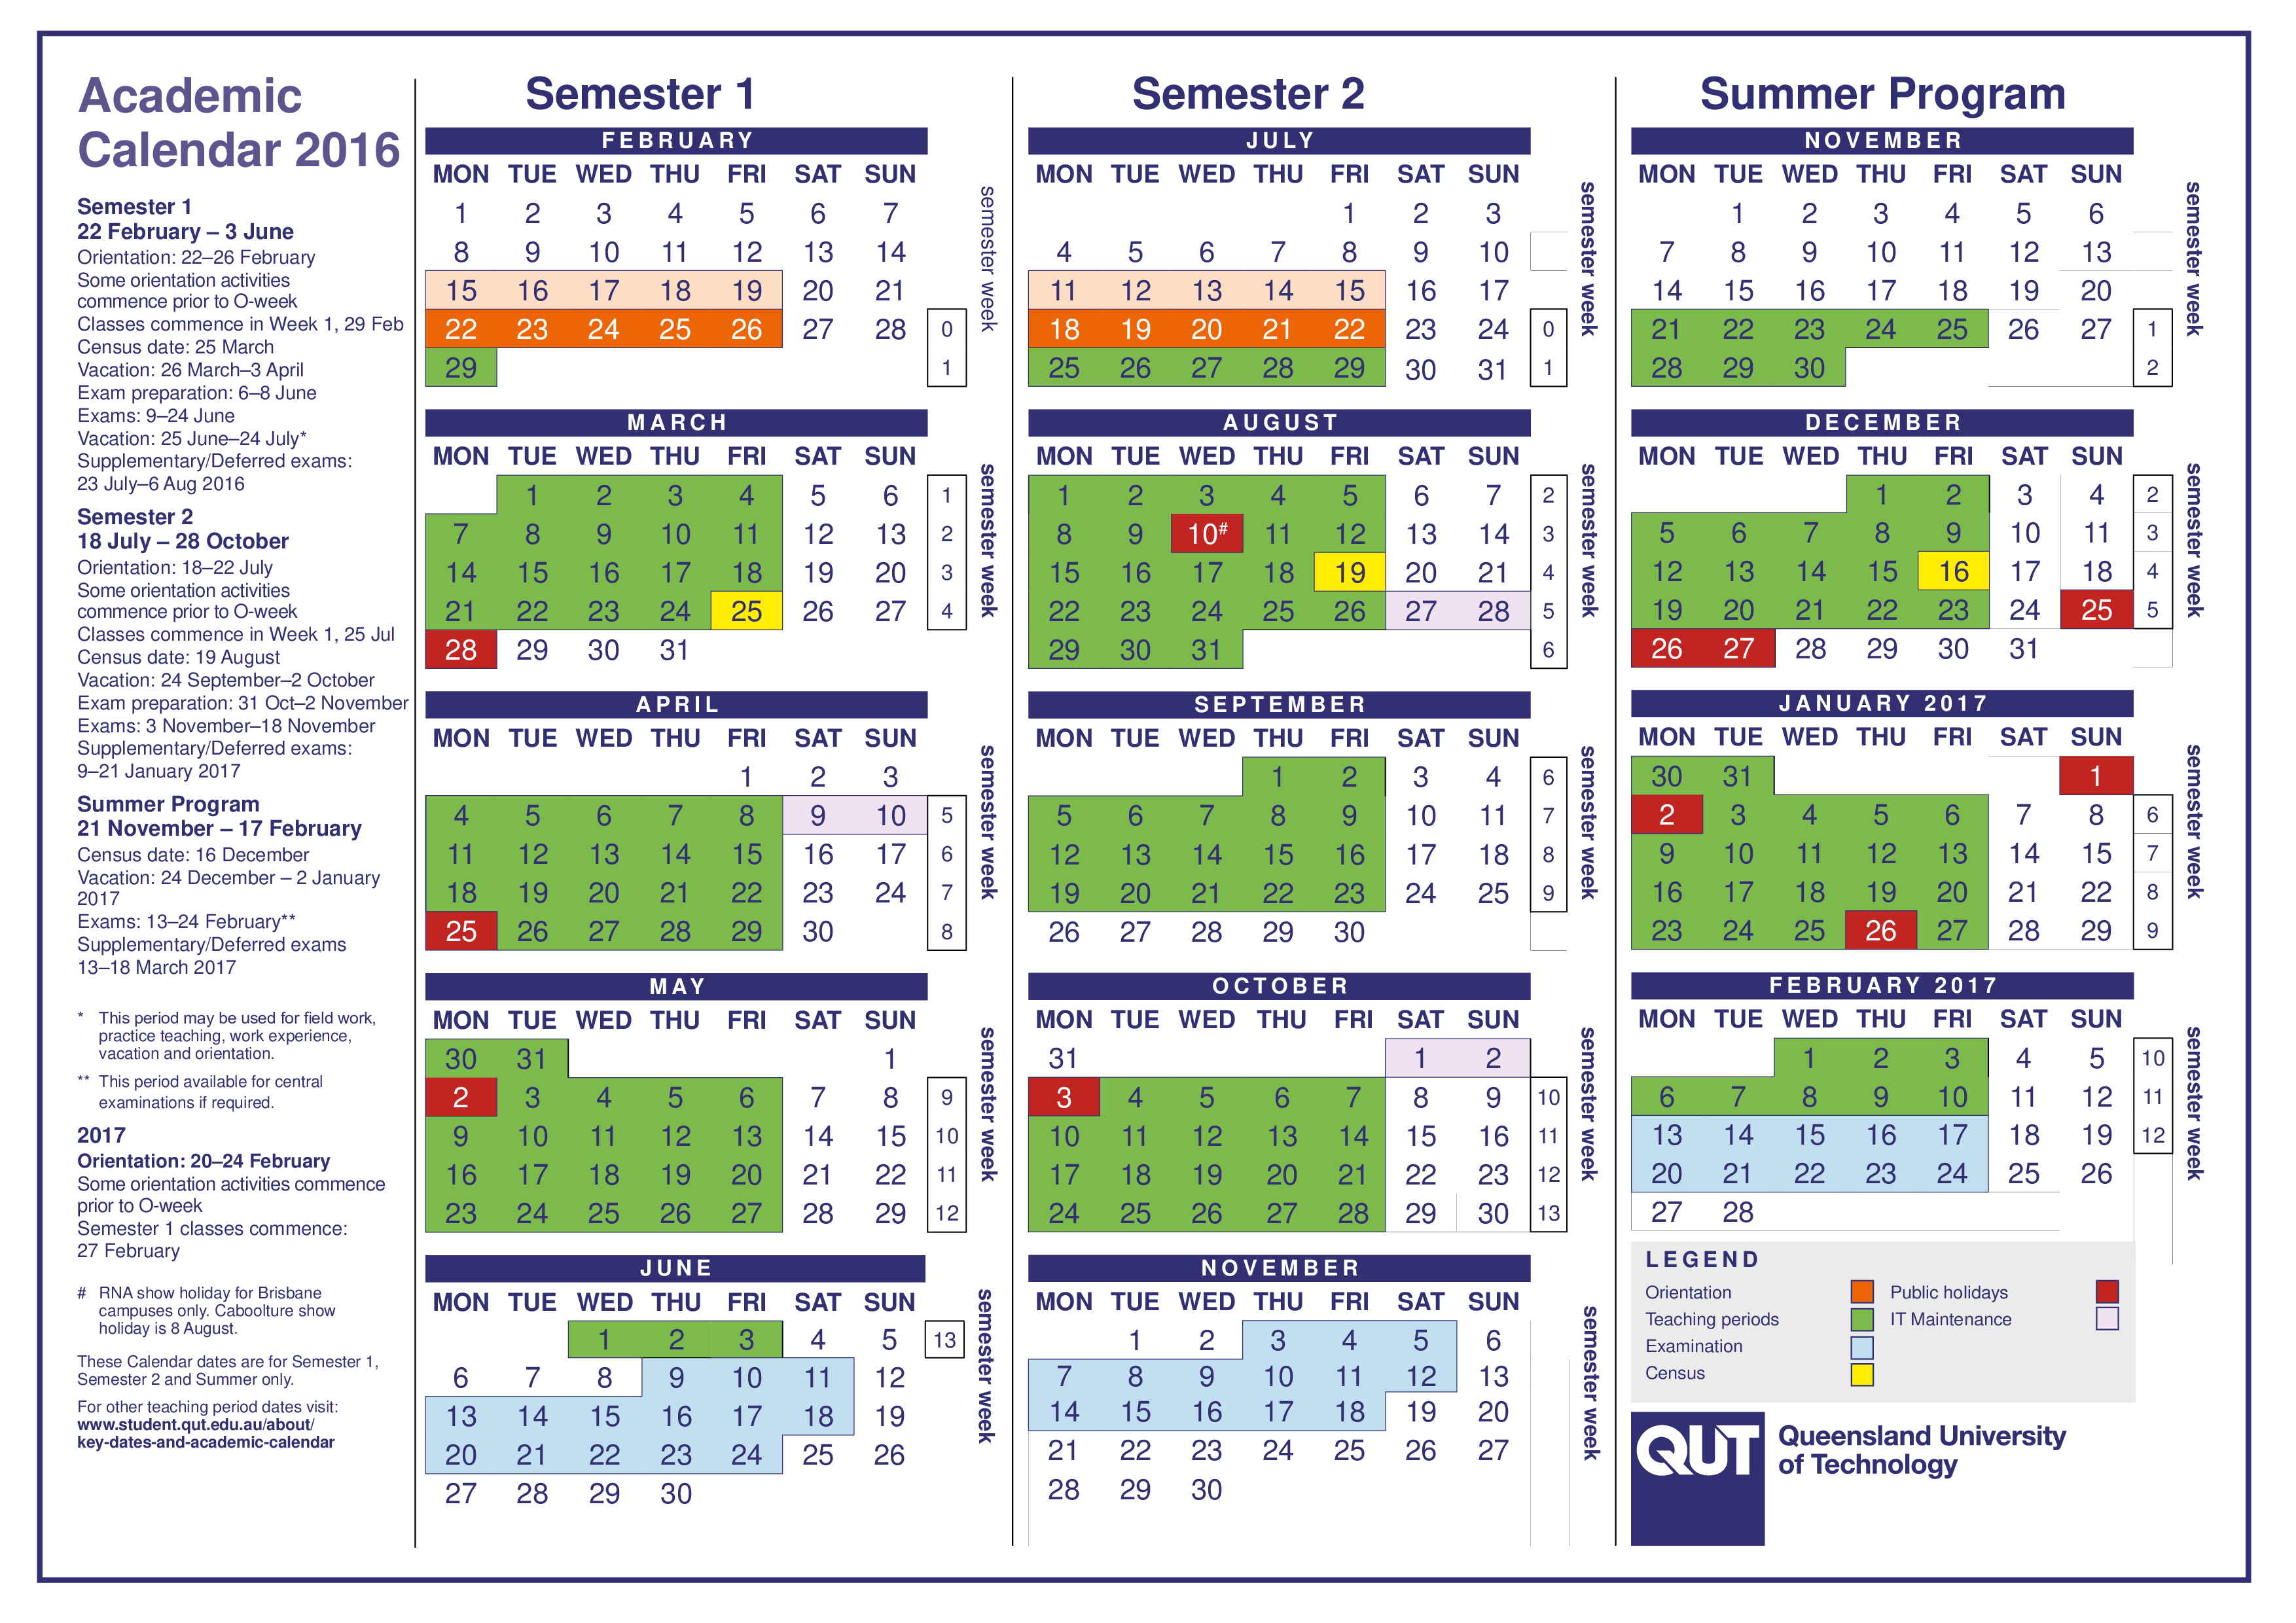 Academic
Calendar 2016
Semester 1
22 February – 3 June
Orientation: 22–26 February
Some orientation activities
commence prior to O-week
Classes commence in Week 1, 29 Feb
Census date: 25 March
Vacation: 26 March–3 April
Exam preparation: 6–8 June
Exams: 9–24 June
Vacation: 25 June–24 July*
Supplementary/Deferred exams:
23 July–6 Aug 2016
Semester 2
18 July – 28 October
Orientation: 18–22 July
Some orientation activities
commence prior to O-week
Classes commence in Week 1, 25 Jul
Census date: 19 August
Vacation: 24 September–2 October
Exam preparation: 31 Oct–2 November
Exams: 3 November–18 November
Supplementary/Deferred exams:
9–21 January 2017
Summer Program
21 November – 17 February
Census date: 16 December
Vacation: 24 December – 2 January
2017
Exams: 13–24 February**
Supplementary/Deferred exams
13–18 March 2017
* This period may be used for field work,
practice teaching, work experience,
vacation and orientation.
** This period available for central
examinations if required.
2017
Orientation: 20–24 February
Some orientation activities commence
prior to O-week
Semester 1 classes commence:
27 February
# RNA show holiday for Brisbane
campuses only. Caboolture show
holiday is 8 August.
These Calendar dates are for Semester 1,
Semester 2 and Summer only.
For other teaching period dates visit:
www.student.qut.edu.au/about/
key-dates-and-academic-calendar
Semester 1
FEBRUARY
MON TUE WED THU FRI SAT SUN
1 2 3 4 5 6 7
8 9 10 11 12 13 14
15 16 17 18 19 20 21
22 23 24 25 26 27 28 0
29 1
semester week
MARCH
MON TUE WED THU FRI SAT SUN
1 2 3 4 5 6 1
7 8 9 10 11 12 13 2
14 15 16 17 18 19 20 3
21 22 23 24 25 26 27 4
28 29 30 31
semester week
APRIL
MON TUE WED THU FRI SAT SUN
1 2 3
4 5 6 7 8 9 10 5
11 12 13 14 15 16 17 6
18 19 20 21 22 23 24 7
25 26 27 28 29 30 8
semester week
MAY
MON TUE WED THU FRI SAT SUN
30 31 1
2 3 4 5 6 7 8 9
9 10 11 12 13 14 15 10
16 17 18 19 20 21 22 11
23 24 25 26 27 28 29 12
semester week
JUNE
MON TUE WED THU FRI SAT SUN
1 2 3 4 5 13
6 7 8 9 10 11 12
13 14 15 16 17 18 19
20 21 22 23 24 25 26
27 28 29 30
semester week
Semester 2
JULY
MON TUE WED THU FRI SAT SUN
1 2 3
4 5 6 7 8 9 10
11 12 13 14 15 16 17
18 19 20 21 22 23 24 0
25 26 27 28 29 30 31 1
semester week
AUGUST
MON TUE WED THU FRI SAT SUN
1 2 3 4 5 6 7 2
8 9 10# 11 12 13 14 3
15 16 17 18 19 20 21 4
22 23 24 25 26 27 28 5
29 30 31 6
semester week
SEPTEMBER
MON TUE WED THU FRI SAT SUN
1 2 3 4 6
5 6 7 8 9 10 11 7
12 13 14 15 16 17 18 8
19 20 21 22 23 24 25 9
26 27 28 29 30
semester week
OCTOBER
MON TUE WED THU FRI SAT SUN
31 1 2
3 4 5 6 7 8 9 10
10 11 12 13 14 15 16 11
17 18 19 20 21 22 23 12
24 25 26 27 28 29 30 13
semester week
NOVEMBER
MON TUE WED THU FRI SAT SUN
1 2 3 4 5 6
7 8 9 10 11 12 13
14 15 16 17 18 19 20
21 22 23 24 25 26 27
28 29 30
semester week
Summer Program
NOVEMBER
MON TUE WED THU FRI SAT SUN
1 2 3 4 5 6
7 8 9 10 11 12 13
14 15 16 17 18 19 20
21 22 23 24 25 26 27 1
28 29 30 2
semester week
DECEMBER
MON TUE WED THU FRI SAT SUN
1 2 3 4 2
5 6 7 8 9 10 11 3
12 13 14 15 16 17 18 4
19 20 21 22 23 24 25 5
26 27 28 29 30 31
semester week
JANUARY 2017
MON TUE WED THU FRI SAT SUN
30 31 1
2 3 4 5 6 7 8 6
9 10 11 12 13 14 15 7
16 17 18 19 20 21 22 8
23 24 25 26 27 28 29 9
semester week
FEBRUARY 2017
MON TUE WED THU FRI SAT SUN
1 2 3 4 5 10
6 7 8 9 10 11 12 11
13 14 15 16 17 18 19 12
20 21 22 23 24 25 26
27 28
semester week
LEGEND
Orientation Public holidays
Teaching periods IT Maintenance
Examination
Census
QUT
Queensland University
of Technology